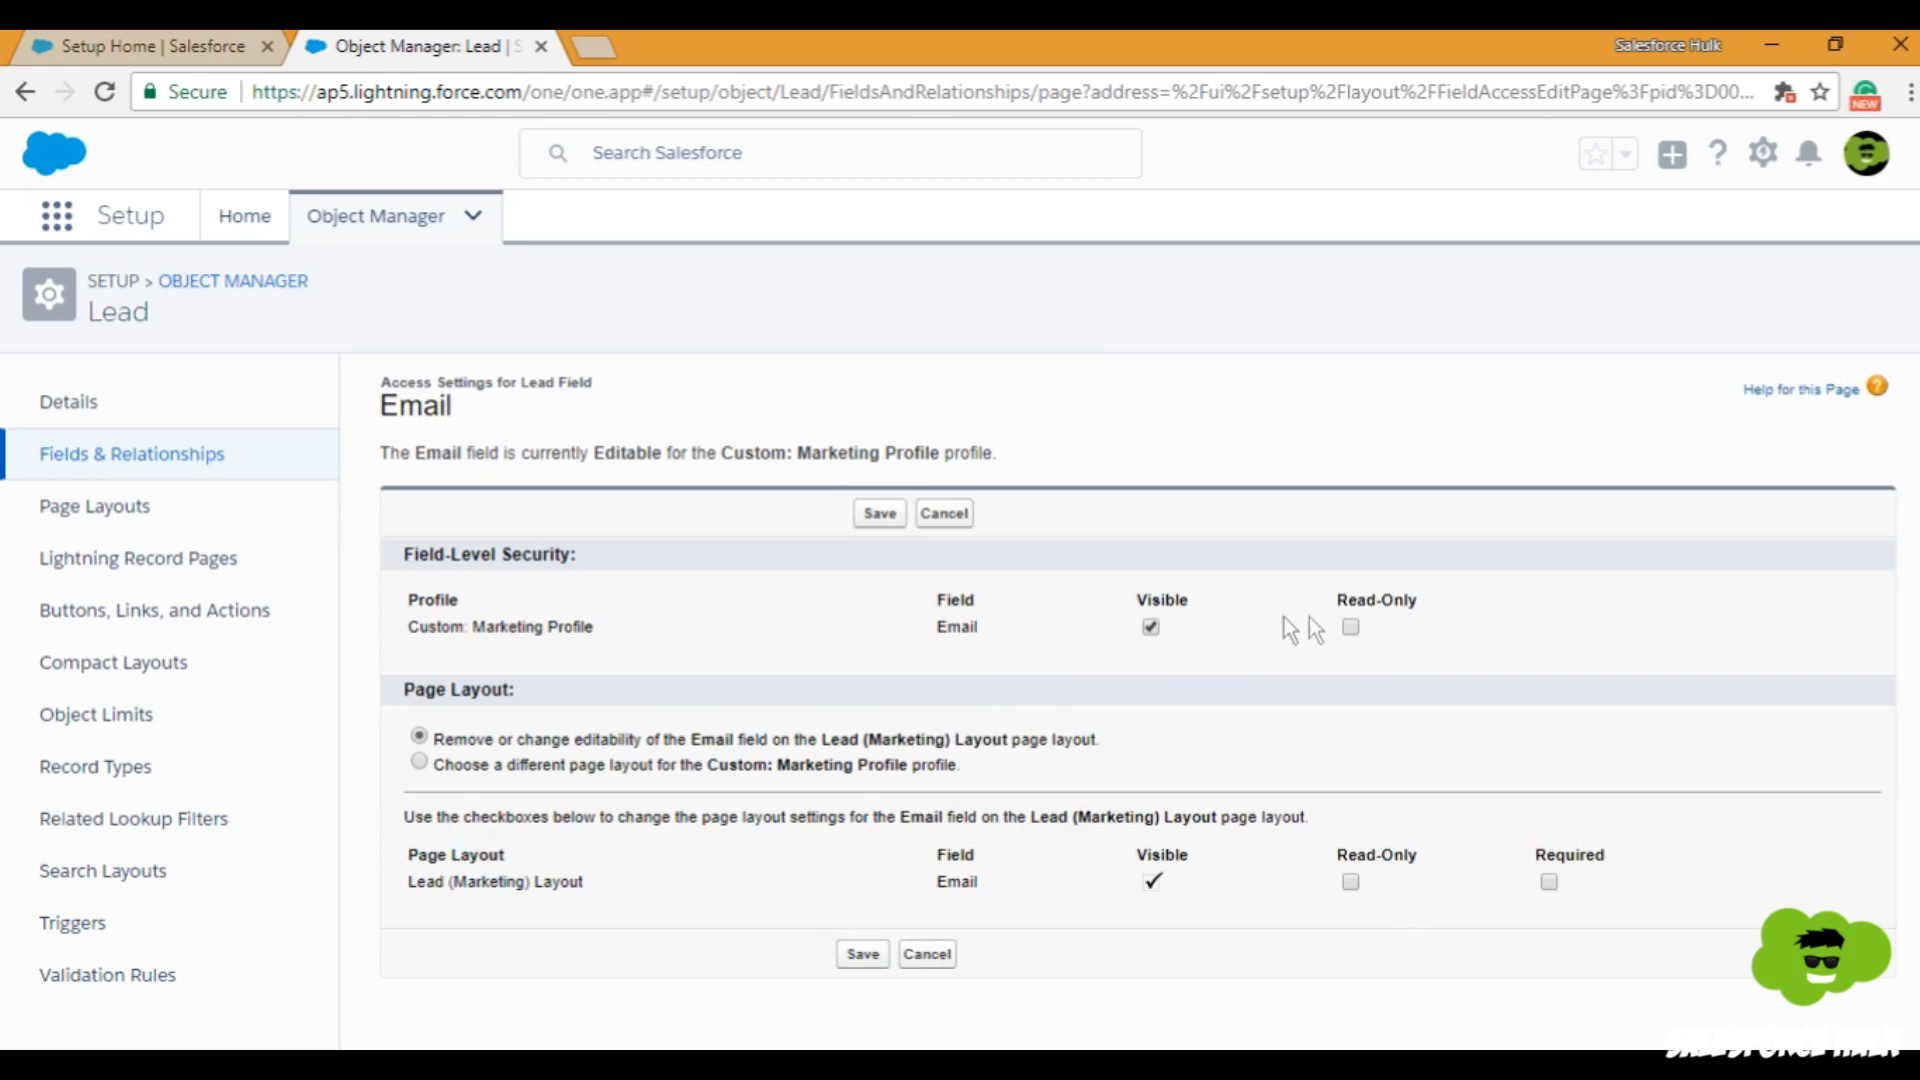 Setup Home | Salesforce
Object Manager: Lead | S
Salesforce Hulk
Secure
https://ap5.lightning.force.com/one/one.app#/setup/object/Lead/FieldsAndRelationships/page?address=%2Fui%2Fsetup%2Flayout%2FFieldAccessEditPage%3Fpid%3D00...
NEW
Search Salesforce
Setup
Home
Object Manager
SETUP > OBJECT MANAGER
Lead
Details
Fields & Relationships
Page Layouts
Lightning Record Pages
Buttons, Links, and Actions
Compact Layouts
Object Limits
Record Types
Related Lookup Filters
Search Layouts
Triggers
Validation Rules
Access Settings for Lead Field
Email
Help for this Page ?
The Email field is currently Editable for the Custom: Marketing Profile profile.
Save Cancel
Field-Level Security:
Profile Field Visible Read-Only
Custom: Marketing Profile Email
Page Layout:
Remove or change editability of the Email field on the Lead (Marketing) Layout page layout.
Choose a different page layout for the Custom: Marketing Profile profile.
Use the checkboxes below to change the page layout settings for the Email field on the Lead (Marketing) Layout page layout.
Page Layout Field Visible Read-Only Required
Lead (Marketing) Layout Email
Save Cancel
SALESFORCE HULK